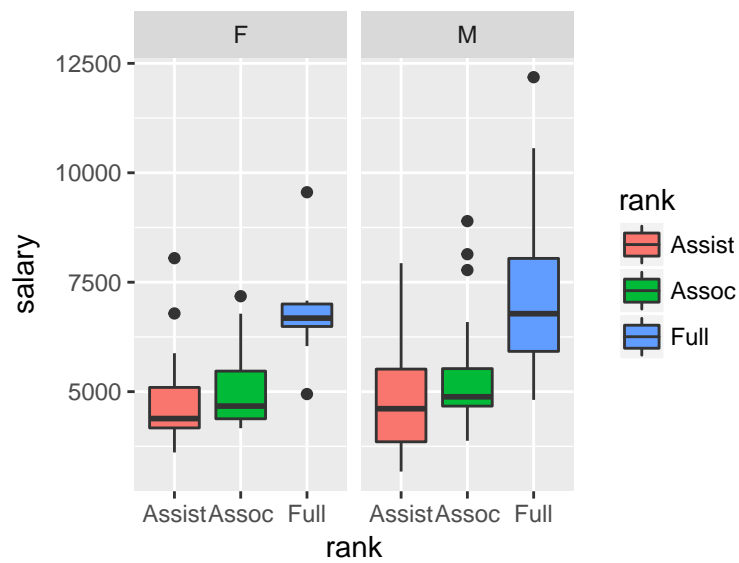 F M
12500
10000
7500
5000
salary
Assist Assoc Full Assist Assoc Full
rank
rank
Assist
Assoc
Full